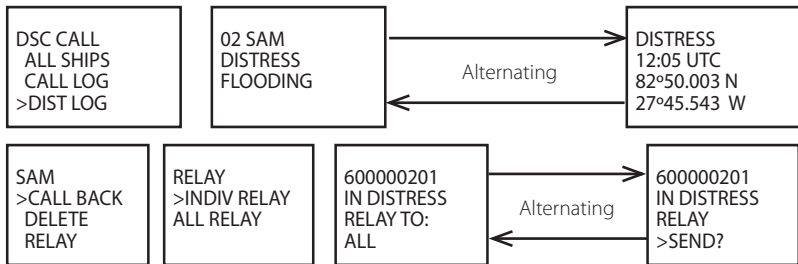 DSC CALL
ALL SHIPS
CALL LOG
>DIST LOG
02 SAM
DISTRESS
FLOODING
Alternating
DISTRESS
12:05 UTC
82º50.003 N
27º45.543 W
SAM
>CALL BACK
DELETE
RELAY
RELAY
>INDIV RELAY
ALL RELAY
600000201
IN DISTRESS
RELAY TO:
ALL
Alternating
600000201
IN DISTRESS
RELAY
>SEND?